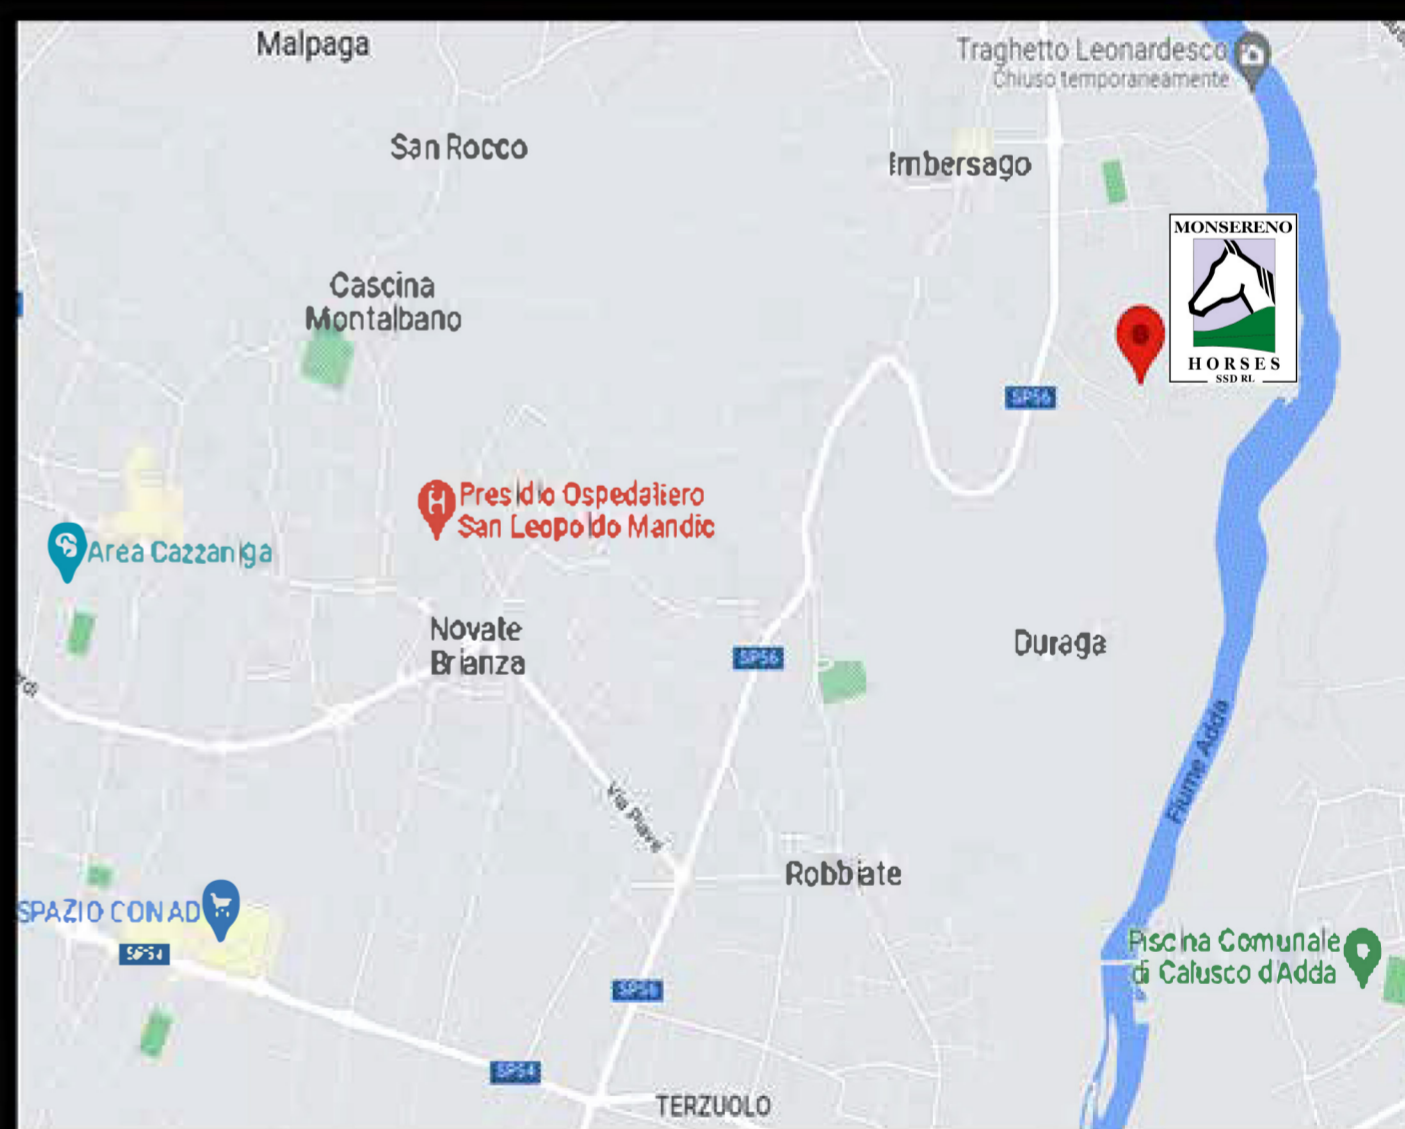 Malpaga
Traghetto Leonardesco
Chiuso temporaneamente
San Rocco
Imbersago
MONSERENO
HORSES
SSD RL
Cascina
Montalbano
SP56
Presidio Ospedaliero
San Leopoldo Mandic
Area Cazzaniga
Novate
Brianza
Duraga
SP56
Fiume Adda
Via Piave
Robbiate
SPAZIO CONAD
SP54
Piscina Comunale
di Calusco d'Adda
SP56
SP54
TERZUOLO